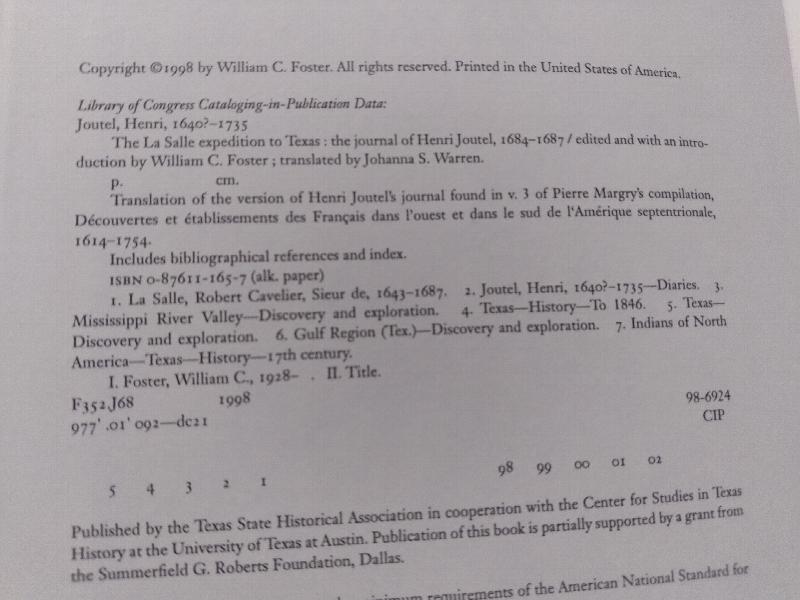 Copyright ©1998 by William C. Foster. All rights reserved. Printed in the United States of America.
Library of Congress Cataloging-in-Publication Data:
Joutel, Henri, 1640?–1735
The La Salle expedition to Texas : the journal of Henri Joutel, 1684–1687 / edited and with an intro-
duction by William C. Foster ; translated by Johanna S. Warren.
p. cm.
Translation of the version of Henri Joutel's journal found in v. 3 of Pierre Margry's compilation,
Découvertes et établissements des Français dans l'ouest et dans le sud de l'Amérique septentrionale,
1614–1754.
Includes bibliographical references and index.
ISBN 0-87611-165-7 (alk. paper)
1. La Salle, Robert Cavelier, Sieur de, 1643–1687. 2. Joutel, Henri, 1640?–1735—Diaries. 3.
Mississippi River Valley—Discovery and exploration. 4. Texas—History—To 1846. 5. Texas—
Discovery and exploration. 6. Gulf Region (Tex.)—Discovery and exploration. 7. Indians of North
America—Texas—History—17th century.
I. Foster, William C., 1928– . II. Title.
F352.J68 1998 98-6924
977'.01'092—dc21 CIP
5 4 3 2 1 98 99 00 01 02
Published by the Texas State Historical Association in cooperation with the Center for Studies in Texas
History at the University of Texas at Austin. Publication of this book is partially supported by a grant from
the Summerfield G. Roberts Foundation, Dallas.
minimum requirements of the American National Standard for